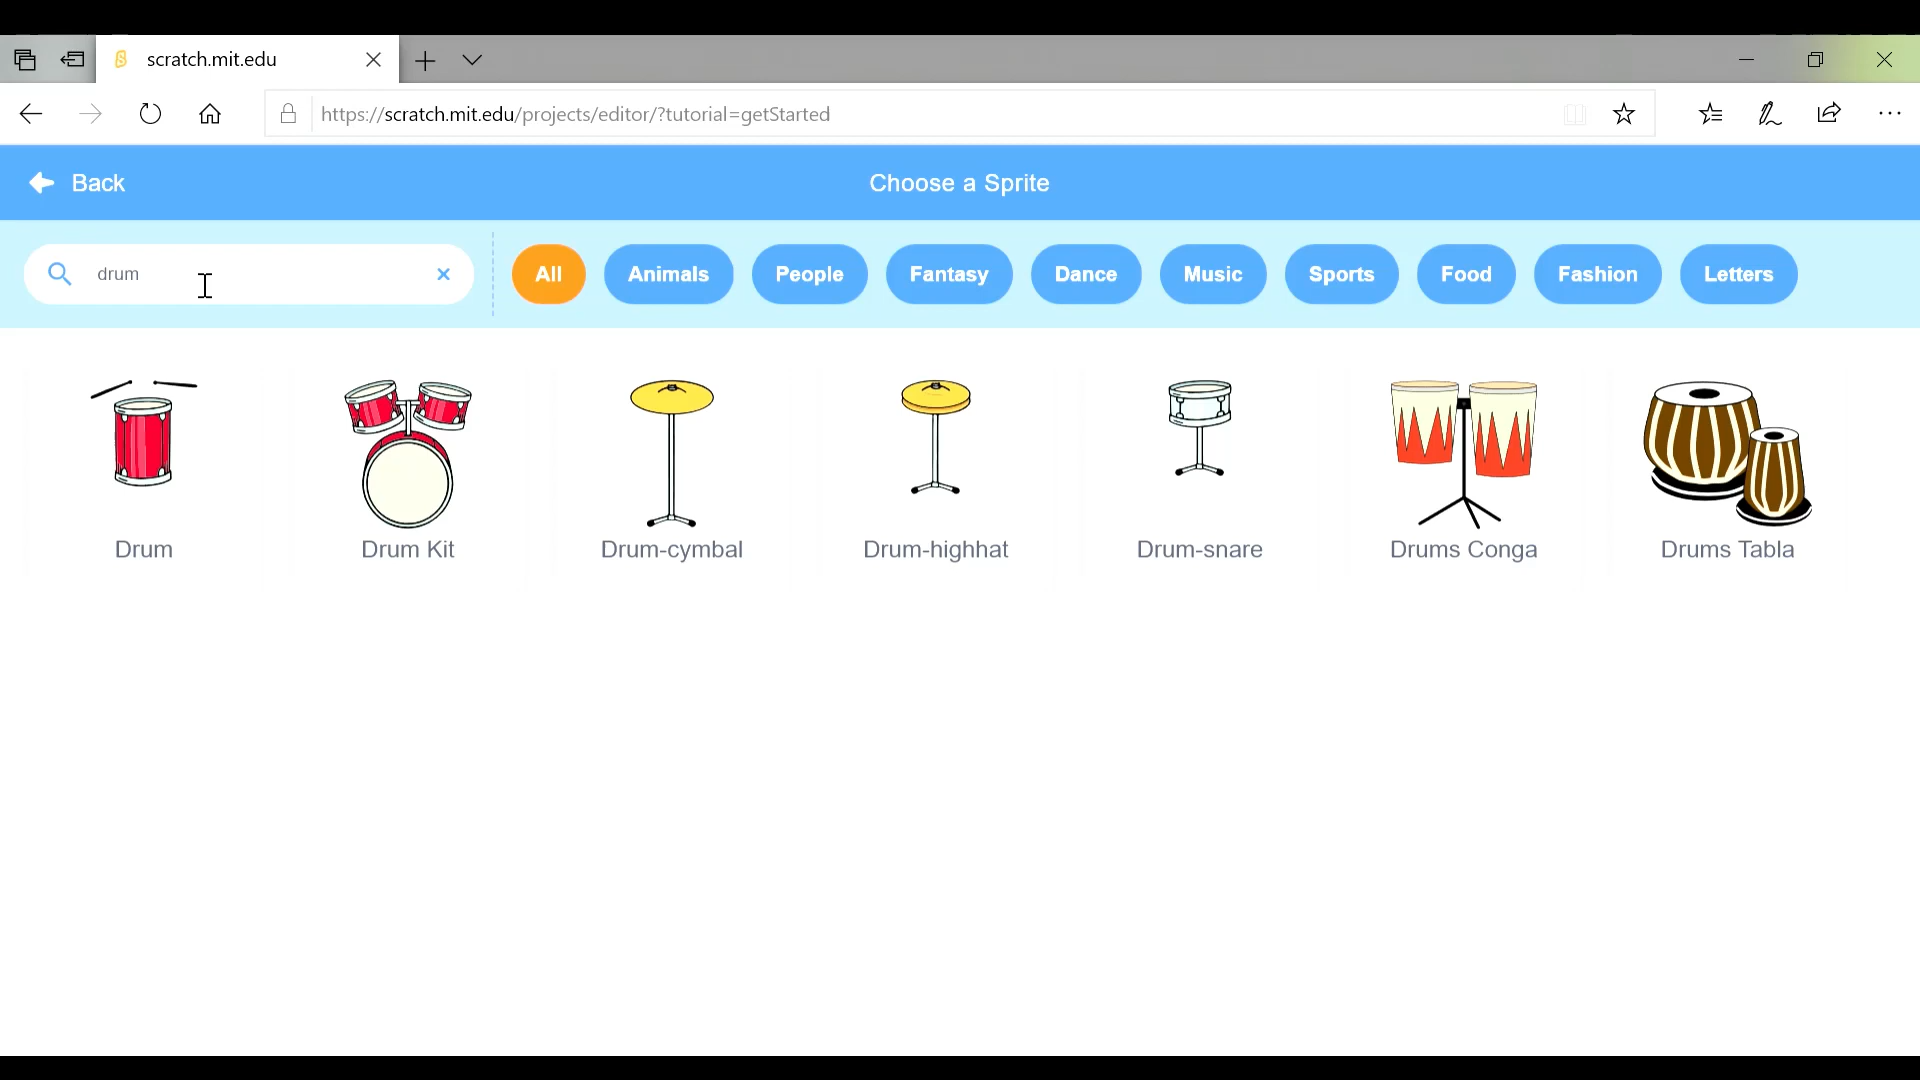 scratch.mit.edu
https://scratch.mit.edu/projects/editor/?tutorial=getStarted
Back
Choose a Sprite
drum
All
Animals
People
Fantasy
Dance
Music
Sports
Food
Fashion
Letters
Drum
Drum Kit
Drum-cymbal
Drum-highhat
Drum-snare
Drums Conga
Drums Tabla